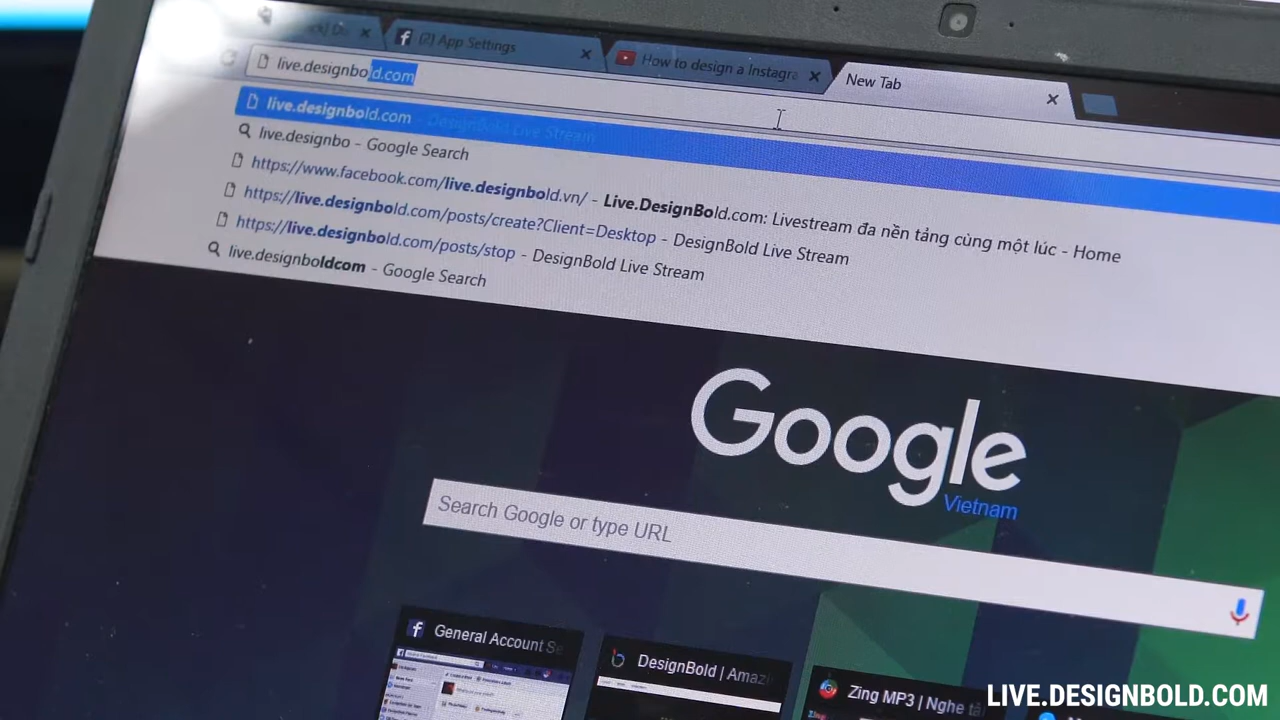 (2) App Settings
How to design a Instagra
New Tab
live.designbold.com
live.designbold.com - DesignBold Live Stream
live.designbo - Google Search
https://www.facebook.com/live.designbold.vn/ - Live.DesignBold.com: Livestream đa nền tảng cùng một lúc - Home
https://live.designbold.com/posts/create?Client=Desktop - DesignBold Live Stream
https://live.designbold.com/posts/stop - DesignBold Live Stream
live.designboldcom - Google Search
Google
Vietnam
Search Google or type URL
General Account Se
DesignBold | Amaz
Zing MP3 | Nghe tả
LIVE.DESIGNBOLD.COM